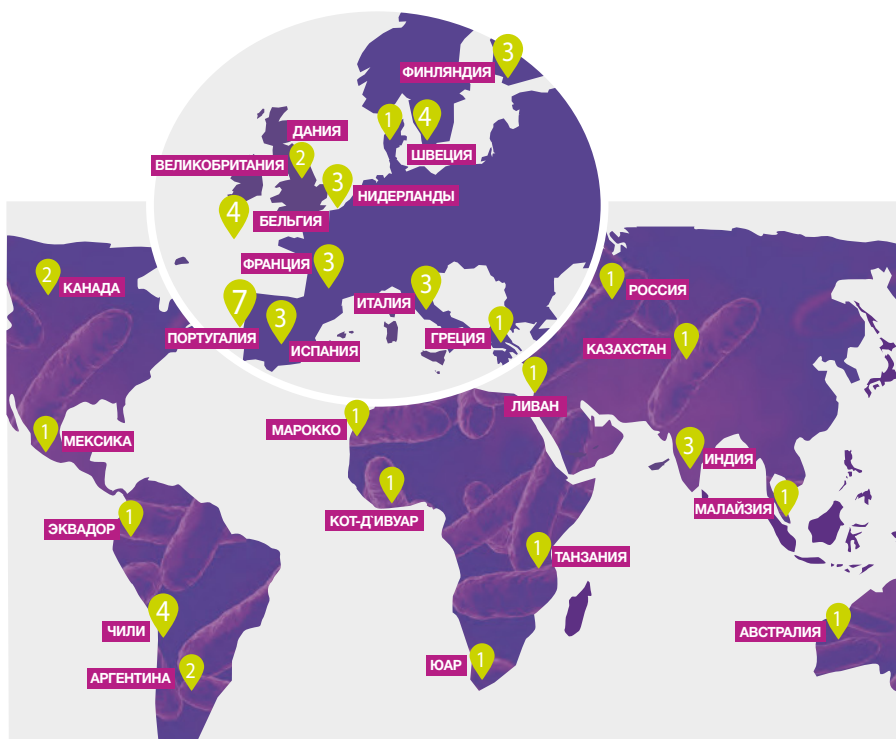 3
ФИНЛЯНДИЯ
1
4
ДАНИЯ
ШВЕЦИЯ
ВЕЛИКОБРИТАНИЯ
2
3
НИДЕРЛАНДЫ
4
БЕЛЬГИЯ
ФРАНЦИЯ
3
2
КАНАДА
7
3
ИТАЛИЯ
3
1
РОССИЯ
ПОРТУГАЛИЯ
ИСПАНИЯ
ГРЕЦИЯ
1
КАЗАХСТАН
1
1
ЛИВАН
1
МЕКСИКА
МАРОККО
1
3
ИНДИЯ
1
КОТ-Д'ИВУАР
МАЛАЙЗИЯ
1
ЭКВАДОР
1
1
ТАНЗАНИЯ
4
ЧИЛИ
АВСТРАЛИЯ
1
АРГЕНТИНА
2
ЮАР
1